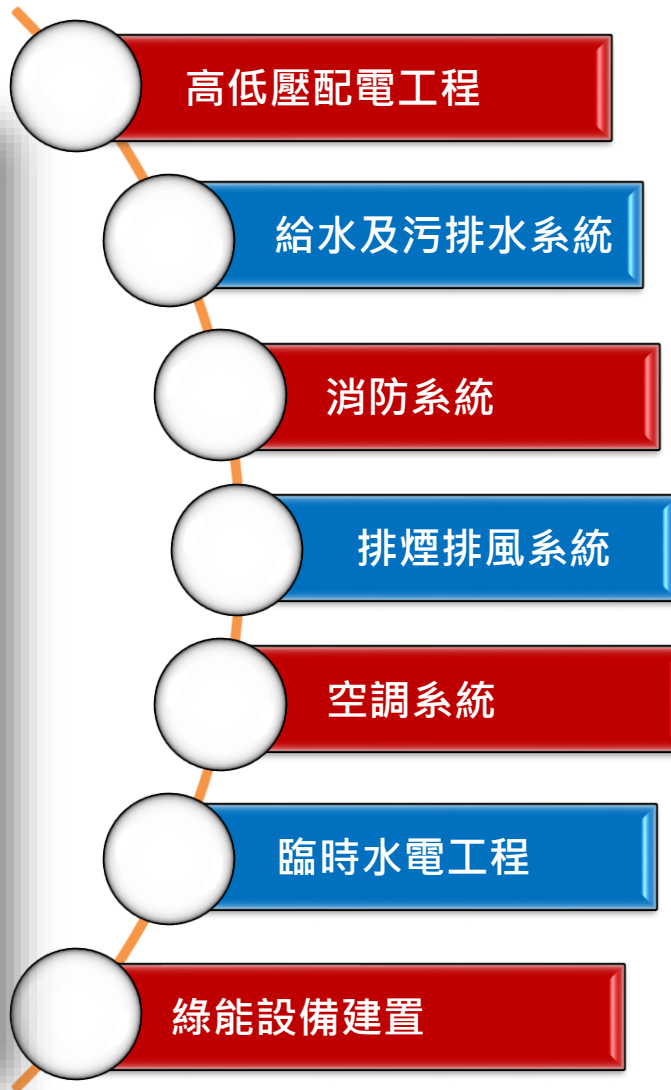 高低壓配電工程
給水及污排水系統
消防系統
排煙排風系統
空調系統
臨時水電工程
綠能設備建置